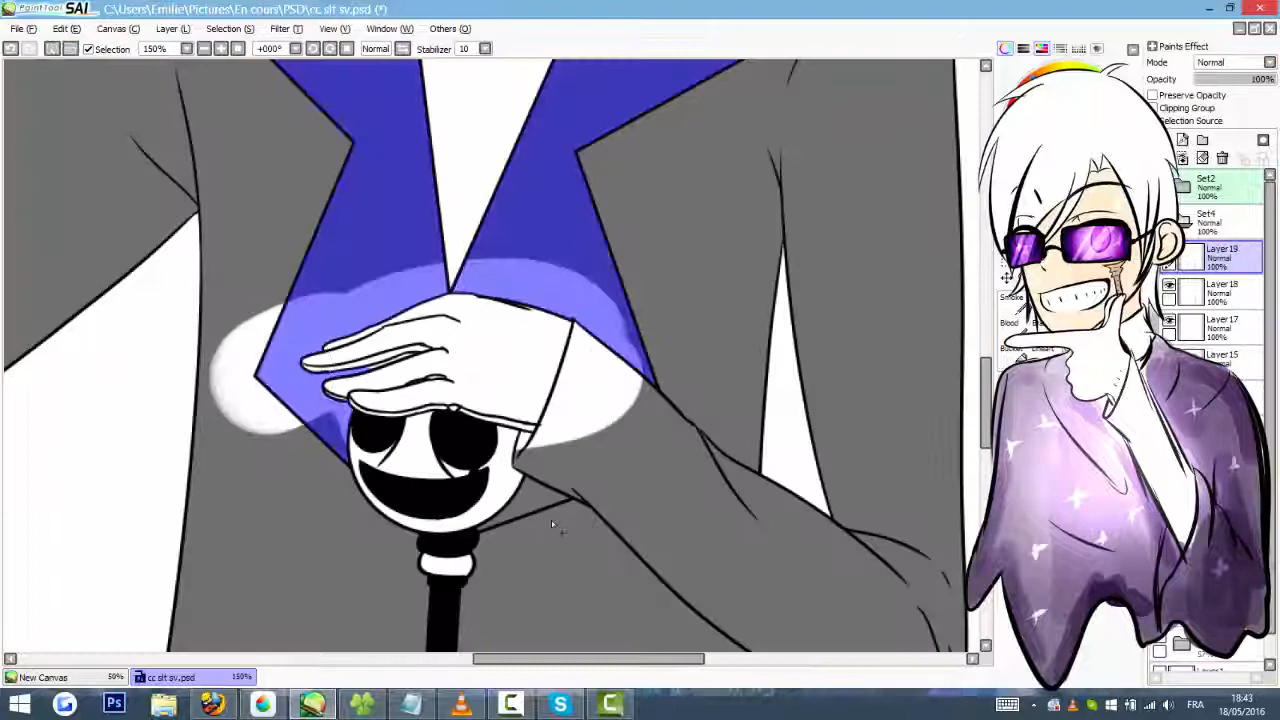 PaintTool SAI C:\Users\Emilie\Pictures\En cours\PSD\cc slt sv.psd (*)
File (F) Edit (E) Canvas (C) Layer (L) Selection (S) Filter (T) View (V) Window (W) Others (O)
Selection 150% +000° Normal Stabilizer 10
Paints Effect
Mode Normal
Opacity 100%
Preserve Opacity
Clipping Group
Selection Source
Set2
Normal
100%
Set4
Normal
100%
Layer19
Normal
100%
Layer18
Normal
100%
Layer17
Normal
100%
Layer15
New Canvas 50% cc slt sv.psd 150%
Ps
FRA
18:43
18/05/2016